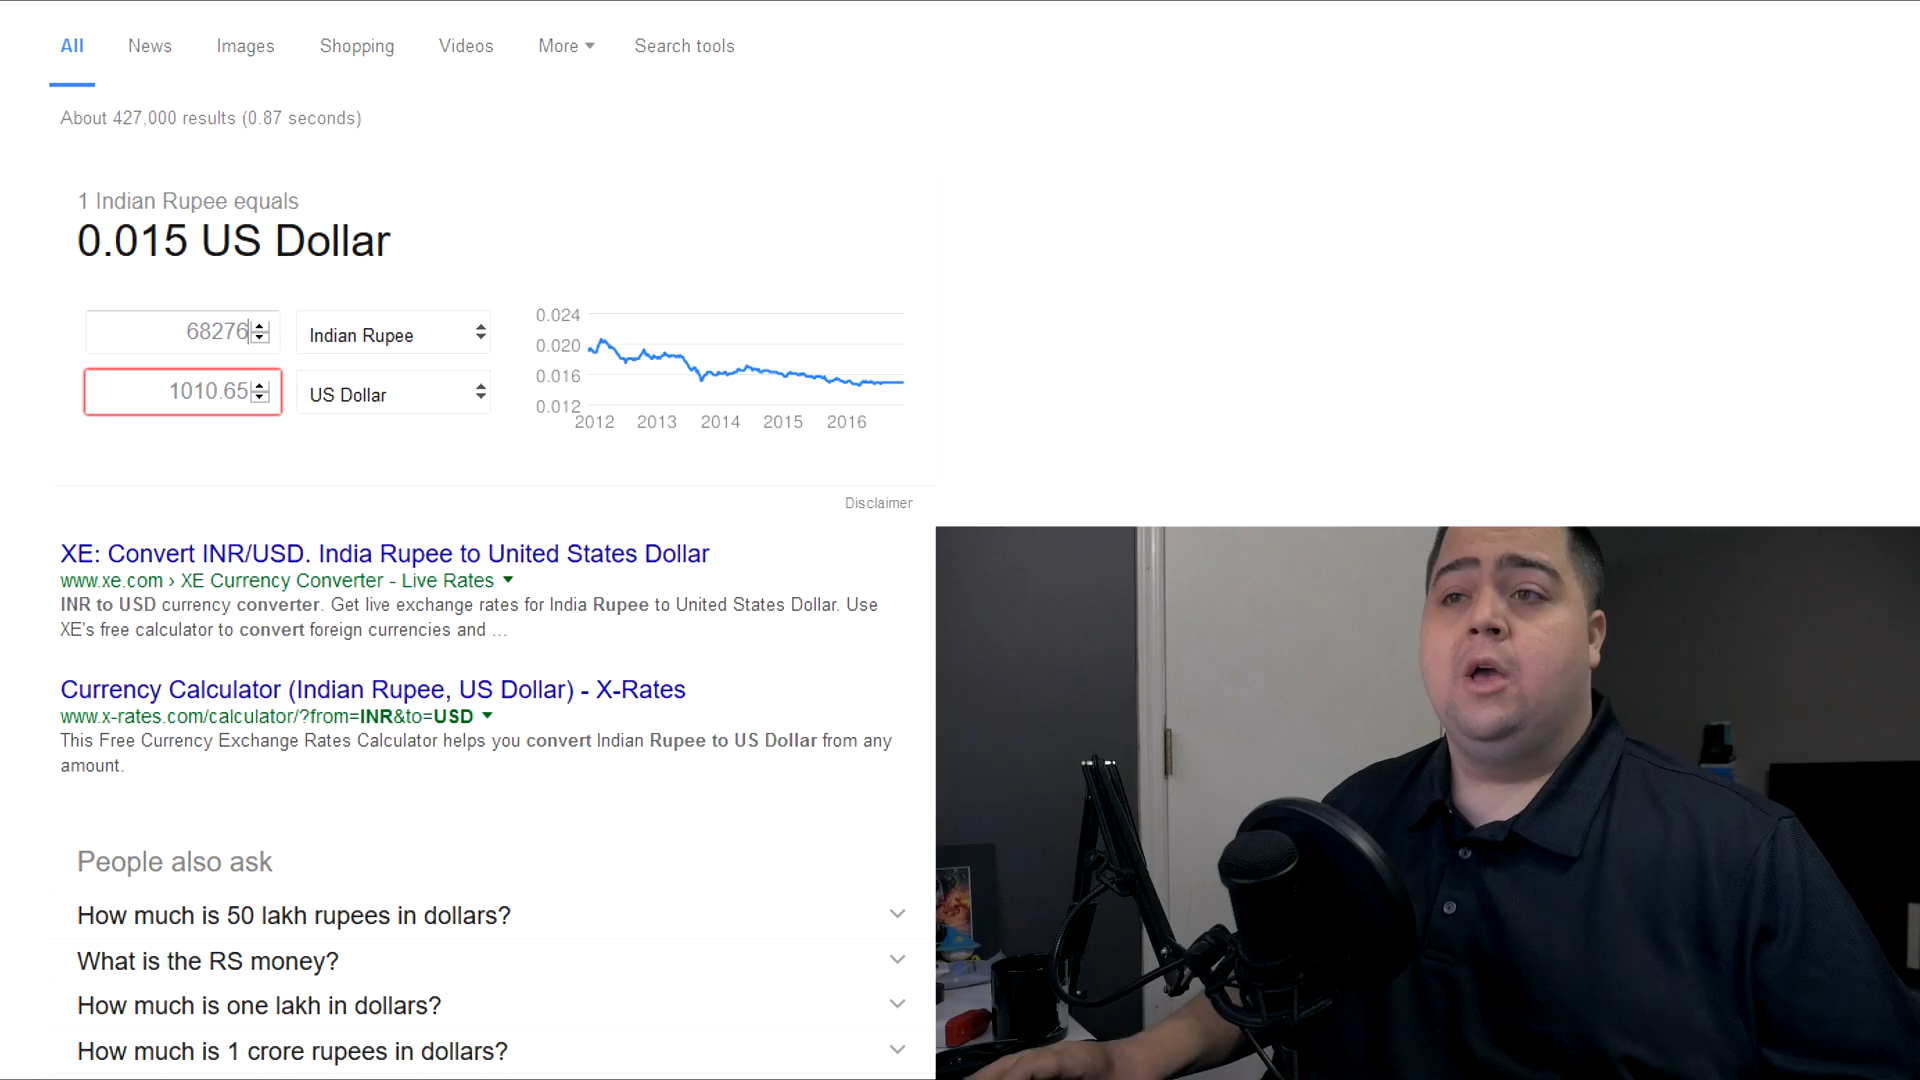 All News Images Shopping Videos More Search tools
About 427,000 results (0.87 seconds)
1 Indian Rupee equals
0.015 US Dollar
68276 Indian Rupee
1010.65 US Dollar
0.024
0.020
0.016
0.012
2012 2013 2014 2015 2016
Disclaimer
XE: Convert INR/USD. India Rupee to United States Dollar
www.xe.com › XE Currency Converter - Live Rates
INR to USD currency converter. Get live exchange rates for India Rupee to United States Dollar. Use
XE's free calculator to convert foreign currencies and ...
Currency Calculator (Indian Rupee, US Dollar) - X-Rates
www.x-rates.com/calculator/?from=INR&to=USD
This Free Currency Exchange Rates Calculator helps you convert Indian Rupee to US Dollar from any
amount.
People also ask
How much is 50 lakh rupees in dollars?
What is the RS money?
How much is one lakh in dollars?
How much is 1 crore rupees in dollars?